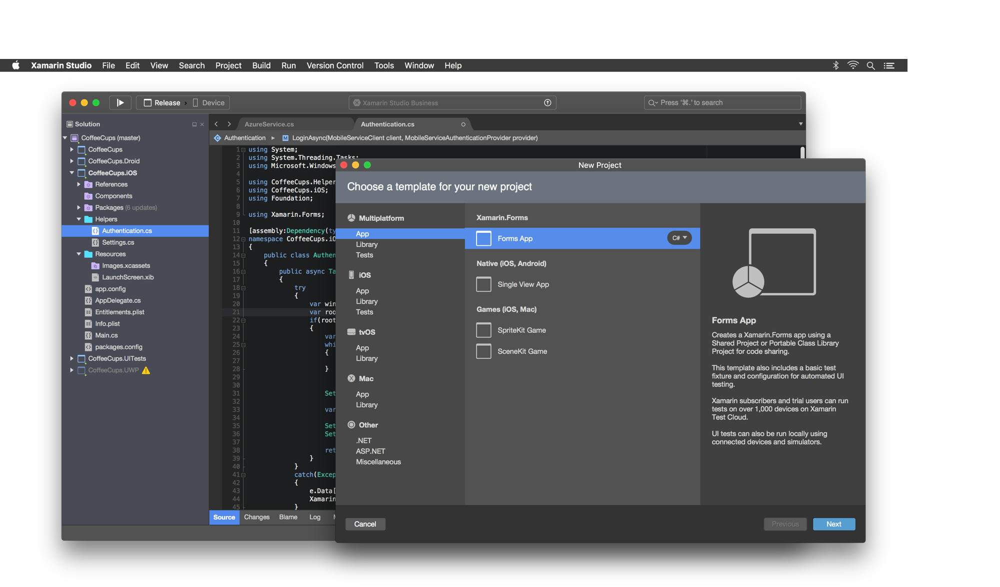 Xamarin Studio File Edit View Search Project Build Run Version Control Tools Window Help
Release › Device
Xamarin Studio Business
Press ‘⌘.’ to search
Solution
CoffeeCups (master)
CoffeeCups
CoffeeCups.Droid
CoffeeCups.iOS
References
Components
Packages (6 updates)
Helpers
Authentication.cs
Settings.cs
Resources
Images.xcassets
LaunchScreen.xib
app.config
AppDelegate.cs
Entitlements.plist
Info.plist
Main.cs
packages.config
CoffeeCups.UITests
CoffeeCups.UWP
AzureService.cs
Authentication.cs
Authentication ▸ M LoginAsync(MobileServiceClient client, MobileServiceAuthenticationProvider provider)
1 using System;
2 using System.Threading.Tasks;
3 using Microsoft.Windows
4
5 using CoffeeCups.Helper
6 using CoffeeCups.iOS;
7 using Foundation;
8
9 using Xamarin.Forms;
10
11 [assembly:Dependency(ty
12 namespace CoffeeCups.iO
13 {
14 public class Authen
15 {
16 public async Ta
17 {
18 try
19 {
20 var win
21 var roo
22 if(root
23 {
24 var
25 whi
26 {
27
28 }
29
30
31 Set
32
33 var
34
35 Set
36 Set
37
38 ret
39 }
40 }
41 catch(Excep
42 {
43 e.Data[
44 Xamarin
45 }
Source Changes Blame Log
New Project
Choose a template for your new project
Multiplatform
App
Library
Tests
iOS
App
Library
Tests
tvOS
App
Library
Mac
App
Library
Other
.NET
ASP.NET
Miscellaneous
Xamarin.Forms
Forms App C#
Native (iOS, Android)
Single View App
Games (iOS, Mac)
SpriteKit Game
SceneKit Game
Forms App
Creates a Xamarin.Forms app using a
Shared Project or Portable Class Library
Project for code sharing.
This template also includes a basic test
fixture and configuration for automated UI
testing.
Xamarin subscribers and trial users can run
tests on over 1,000 devices on Xamarin
Test Cloud.
UI tests can also be run locally using
connected devices and simulators.
Cancel
Previous
Next